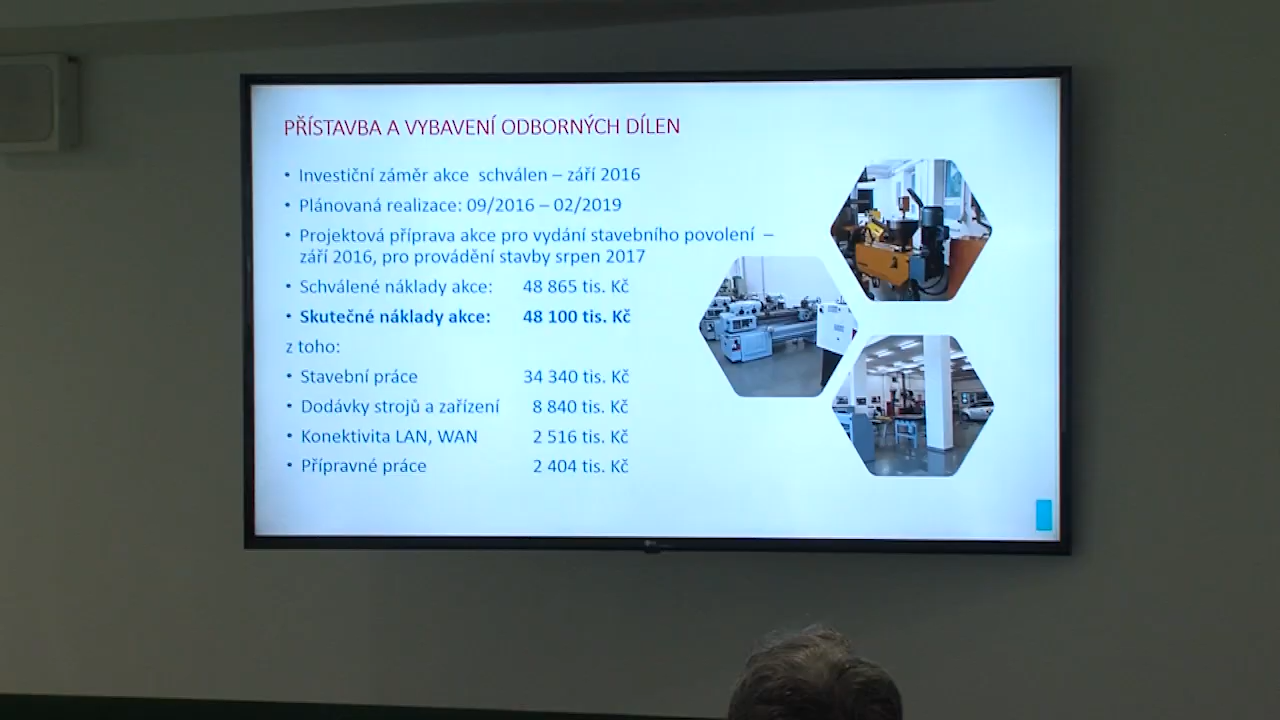 PŘÍSTAVBA A VYBAVENÍ ODBORNÝCH DÍLEN
• Investiční záměr akce schválen – září 2016
• Plánovaná realizace: 09/2016 – 02/2019
• Projektová příprava akce pro vydání stavebního povolení –
září 2016, pro provádění stavby srpen 2017
• Schválené náklady akce: 48 865 tis. Kč
• Skutečné náklady akce: 48 100 tis. Kč
z toho:
• Stavební práce 34 340 tis. Kč
• Dodávky strojů a zařízení 8 840 tis. Kč
• Konektivita LAN, WAN 2 516 tis. Kč
• Přípravné práce 2 404 tis. Kč